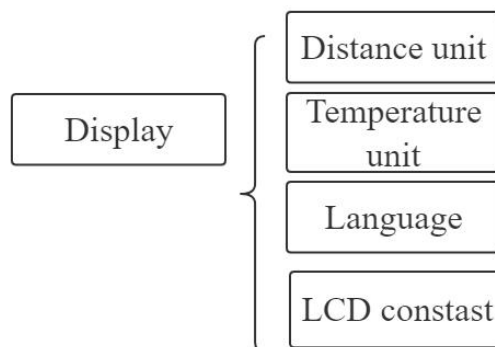 Display
Distance unit
Temperature
unit
Language
LCD constast